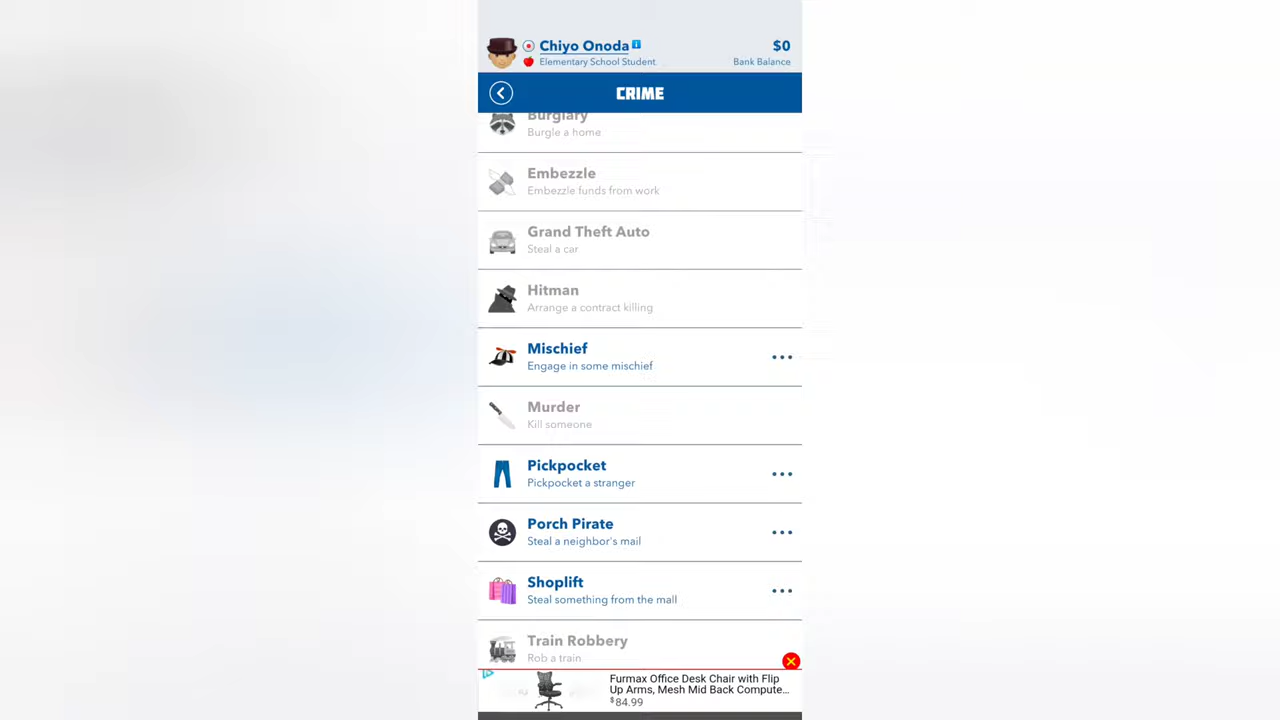 Chiyo Onoda
Elementary School Student
$0
Bank Balance
CRIME
Burglary
Burgle a home
Embezzle
Embezzle funds from work
Grand Theft Auto
Steal a car
Hitman
Arrange a contract killing
Mischief
Engage in some mischief
Murder
Kill someone
Pickpocket
Pickpocket a stranger
Porch Pirate
Steal a neighbor's mail
Shoplift
Steal something from the mall
Train Robbery
Rob a train
Furmax Office Desk Chair with Flip
Up Arms, Mesh Mid Back Compute...
$84.99